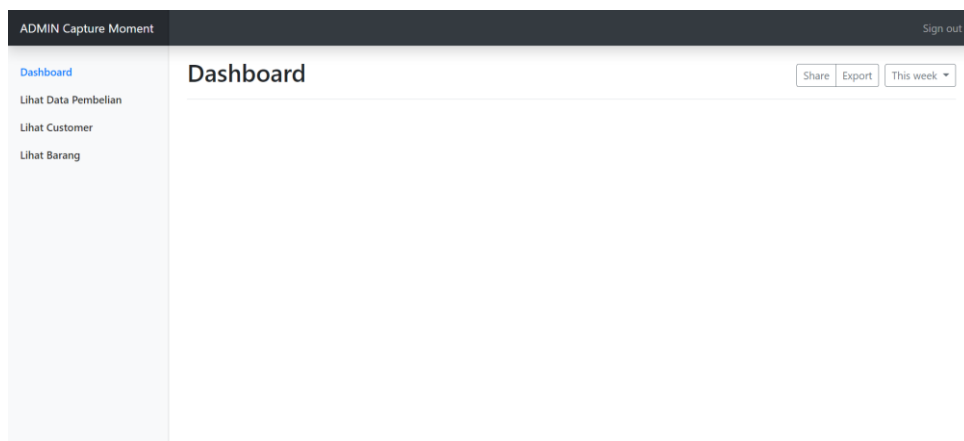 ADMIN Capture Moment
Sign out
Dashboard
Lihat Data Pembelian
Lihat Customer
Lihat Barang
Dashboard
Share Export This week